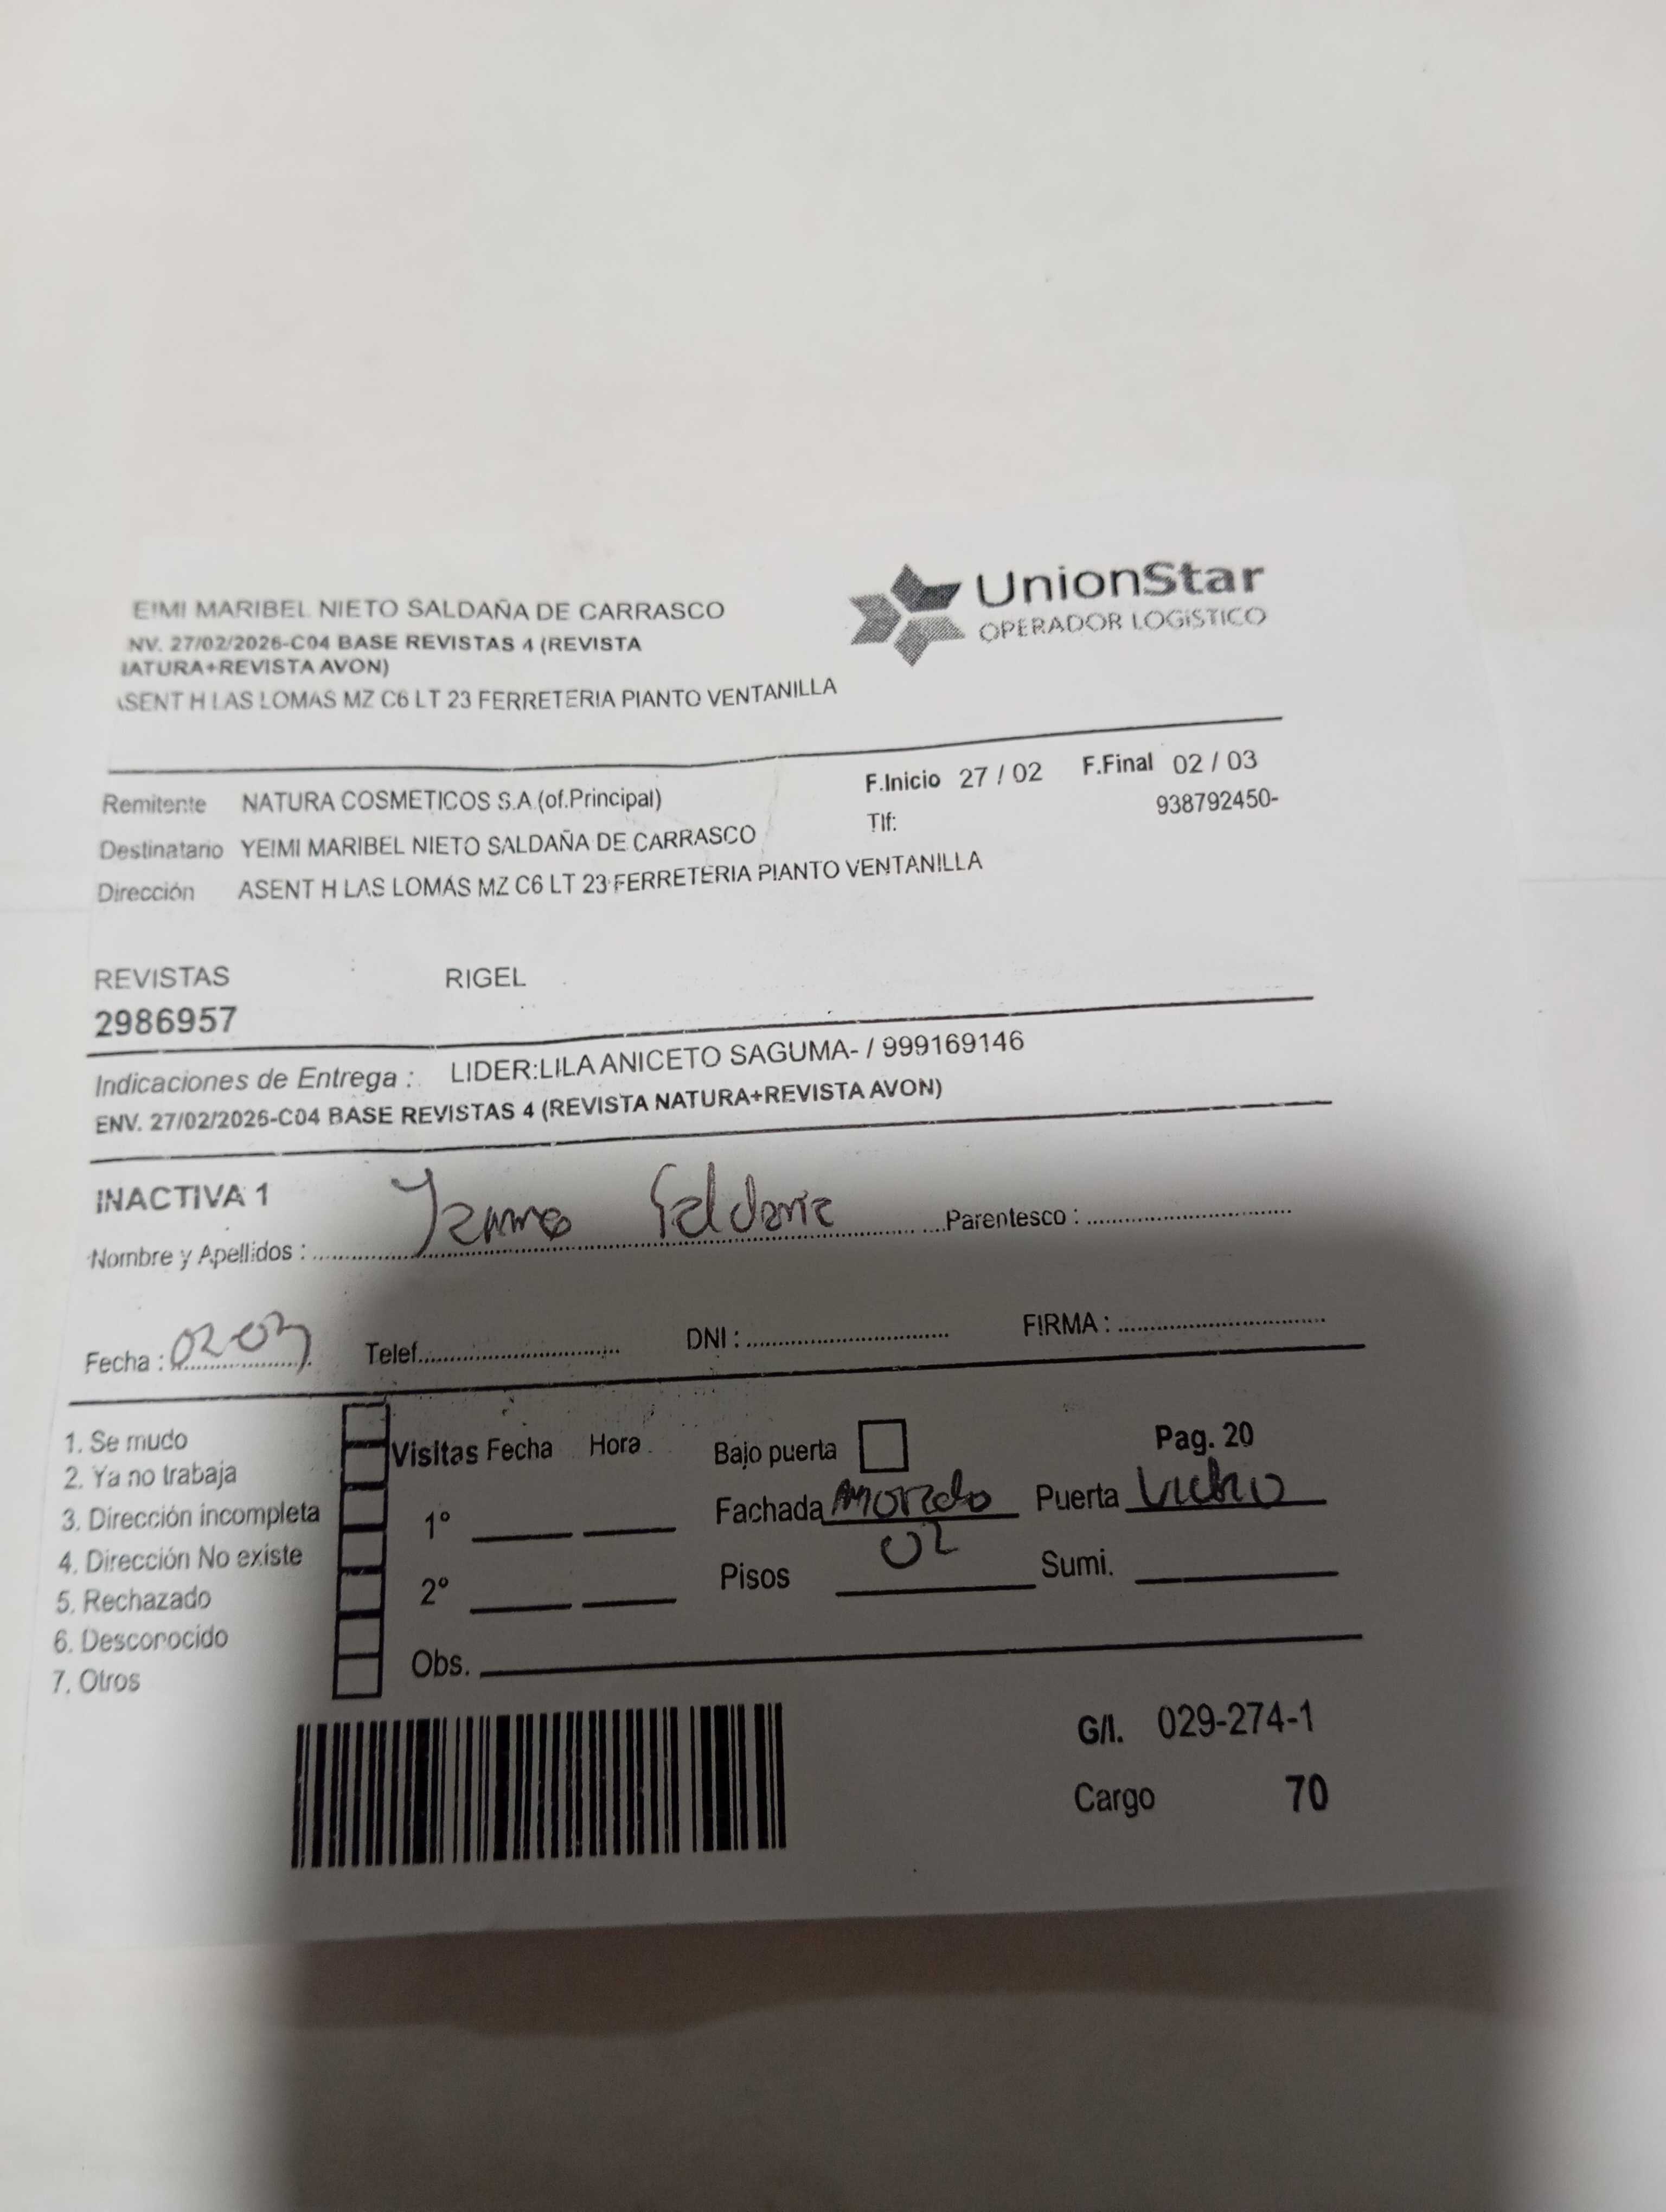 EIMI MARIBEL NIETO SALDAÑA DE CARRASCO
NV. 27/02/2026-C04 BASE REVISTAS 4 (REVISTA
IATURA+REVISTA AVON)
ASENT H LAS LOMAS MZ C6 LT 23 FERRETERIA PIANTO VENTANILLA
UnionStar
OPERADOR LOGISTICO
F.Inicio 27 / 02 F.Final 02 / 03
Remitente NATURA COSMETICOS S.A.(of.Principal)
Tlf: 938792450-
Destinatario YEIMI MARIBEL NIETO SALDAÑA DE CARRASCO
Dirección ASENT H LAS LOMAS MZ C6 LT 23 FERRETERIA PIANTO VENTANILLA
REVISTAS : RIGEL
2986957
Indicaciones de Entrega : LIDER:LILA ANICETO SAGUMA- / 999169146
ENV. 27/02/2026-C04 BASE REVISTAS 4 (REVISTA NATURA+REVISTA AVON)
INACTIVA 1
Nombre y Apellidos : Parentesco :
Fecha : 02-03 Telef. DNI : FIRMA :
1. Se mudo
2. Ya no trabaja
3. Dirección incompleta
4. Dirección No existe
5. Rechazado
6. Desconocido
7. Otros
Visitas Fecha Hora Bajo puerta Pag. 20
1° Fachada Puerta
2° Pisos 02 Sumi.
Obs.
G/I. 029-274-1
Cargo 70